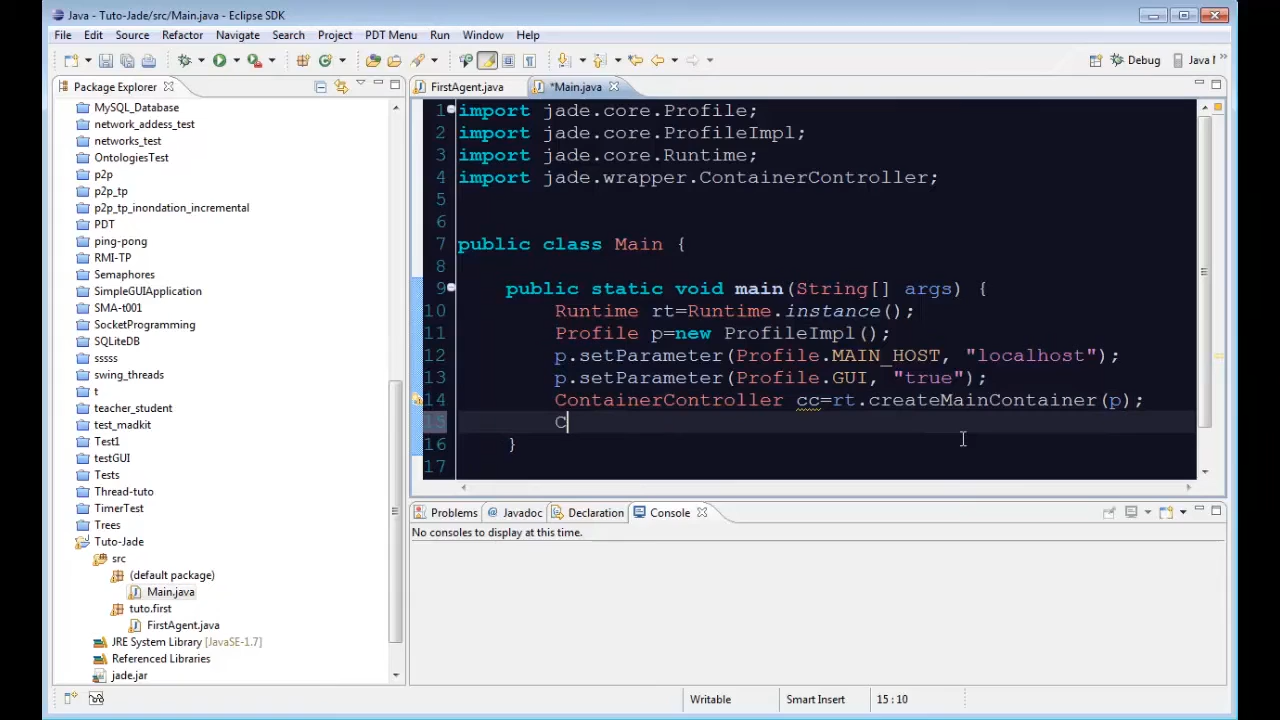 Java - Tuto-Jade/src/Main.java - Eclipse SDK
File Edit Source Refactor Navigate Search Project PDT Menu Run Window Help
Debug Java
Package Explorer
MySQL_Database
network_addess_test
networks_test
OntologiesTest
p2p
p2p_tp
p2p_tp_inondation_incremental
PDT
ping-pong
RMI-TP
Semaphores
SimpleGUIApplication
SMA-t001
SocketProgramming
SQLiteDB
sssss
swing_threads
t
teacher_student
test_madkit
Test1
testGUI
Tests
Thread-tuto
TimerTest
Trees
Tuto-Jade
src
(default package)
Main.java
tuto.first
FirstAgent.java
JRE System Library [JavaSE-1.7]
Referenced Libraries
jade.jar
FirstAgent.java *Main.java
1 import jade.core.Profile;
2 import jade.core.ProfileImpl;
3 import jade.core.Runtime;
4 import jade.wrapper.ContainerController;
5
6
7 public class Main {
8
9 public static void main(String[] args) {
10 Runtime rt=Runtime.instance();
11 Profile p=new ProfileImpl();
12 p.setParameter(Profile.MAIN_HOST, "localhost");
13 p.setParameter(Profile.GUI, "true");
14 ContainerController cc=rt.createMainContainer(p);
15 C
16 }
17
Problems Javadoc Declaration Console
No consoles to display at this time.
Writable Smart Insert 15 : 10